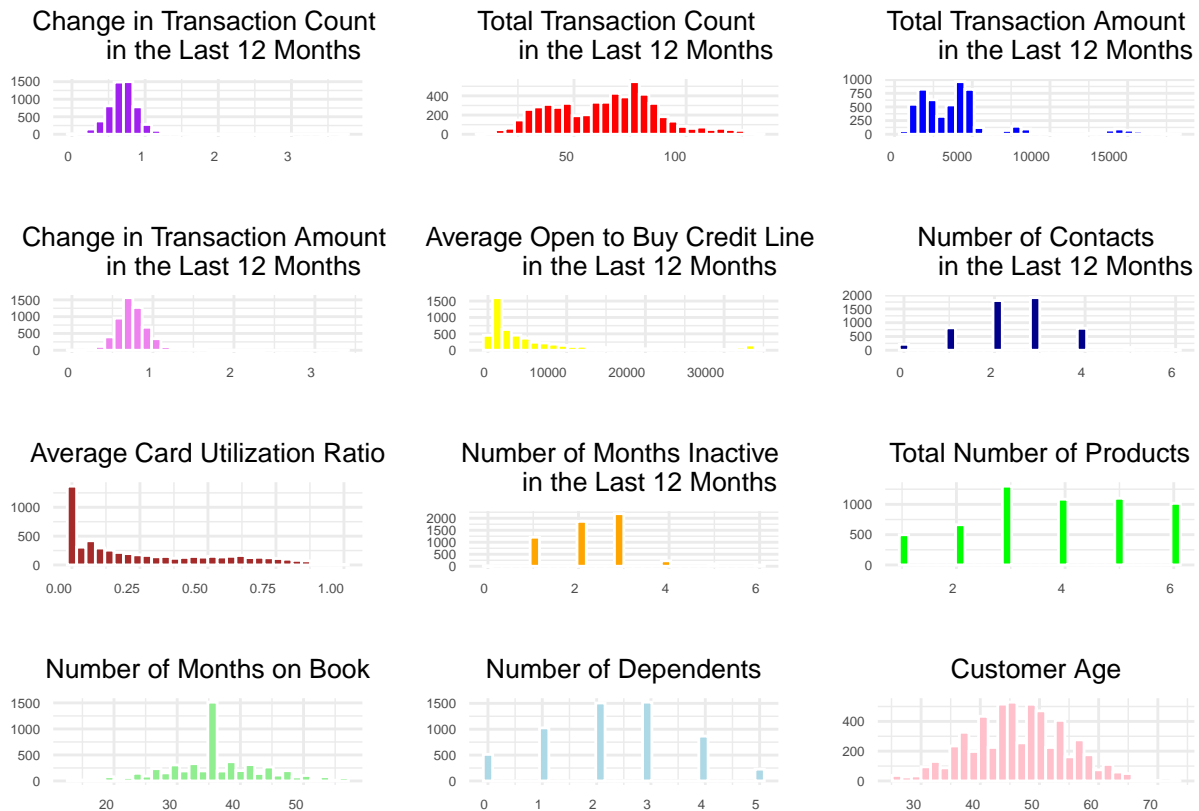 Change in Transaction Count
in the Last 12 Months
1500
1000
500
0
0 1 2 3
Total Transaction Count
in the Last 12 Months
400
200
0
50 100
Total Transaction Amount
in the Last 12 Months
1000
750
500
250
0
0 5000 10000 15000
Change in Transaction Amount
in the Last 12 Months
1500
1000
500
0
0 1 2 3
Average Open to Buy Credit Line
in the Last 12 Months
1500
1000
500
0
0 10000 20000 30000
Number of Contacts
in the Last 12 Months
2000
1500
1000
500
0
0 2 4 6
Average Card Utilization Ratio
1000
500
0
0.00 0.25 0.50 0.75 1.00
Number of Months Inactive
in the Last 12 Months
2000
1500
1000
500
0
0 2 4 6
Total Number of Products
1000
500
0
2 4 6
Number of Months on Book
1500
1000
500
0
20 30 40 50
Number of Dependents
1500
1000
500
0
0 1 2 3 4 5
Customer Age
400
200
0
30 40 50 60 70